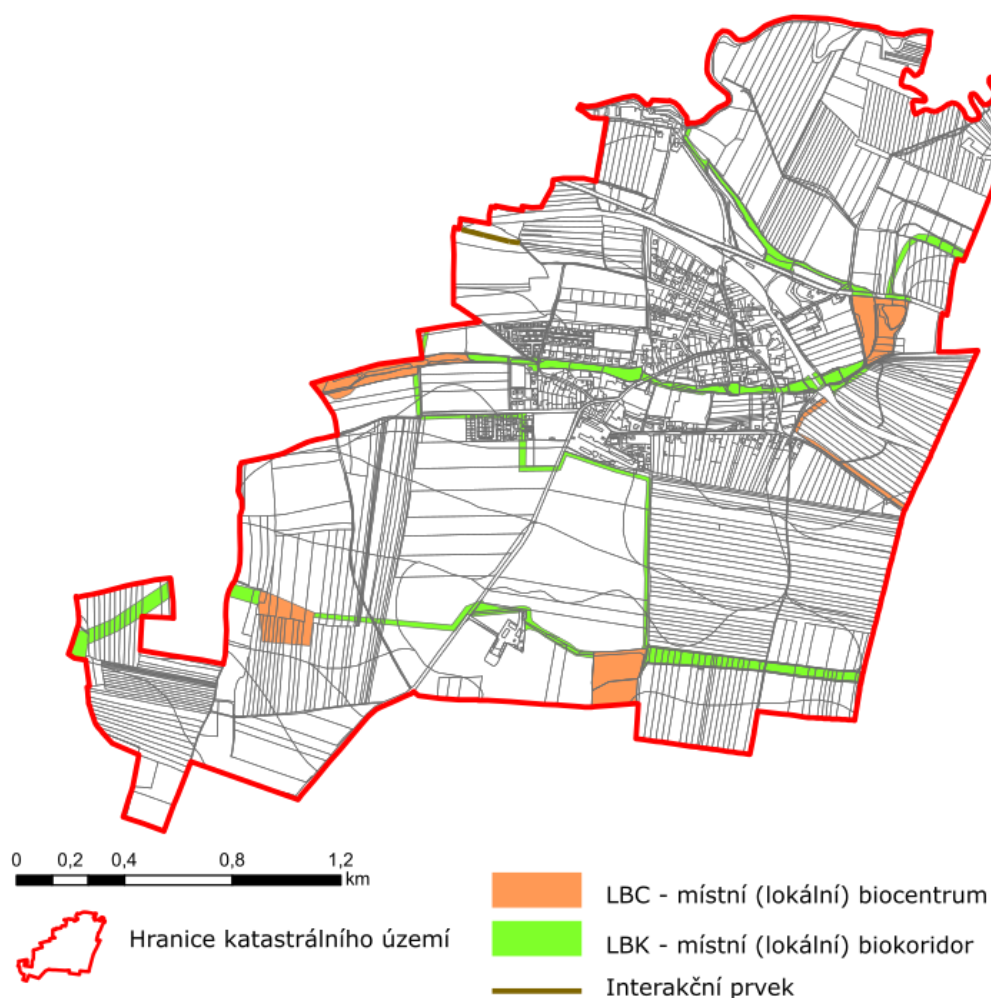 0 0,2 0,4 0,8 1,2
km
Hranice katastrálního území
LBC - místní (lokální) biocentrum
LBK - místní (lokální) biokoridor
Interakční prvek